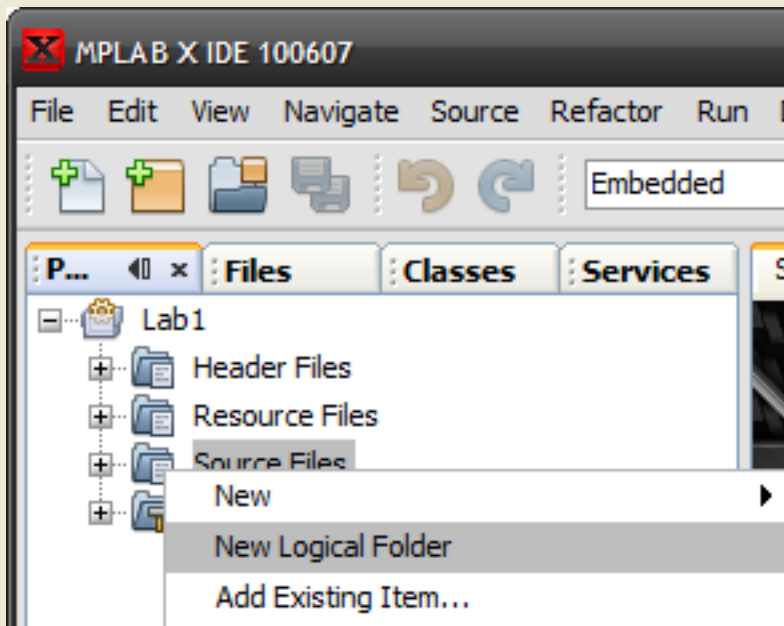 MPLAB X IDE 100607
File Edit View Navigate Source Refactor Run
Embedded
P... Files Classes Services S
Lab1
Header Files
Resource Files
Source Files
New
New Logical Folder
Add Existing Item...